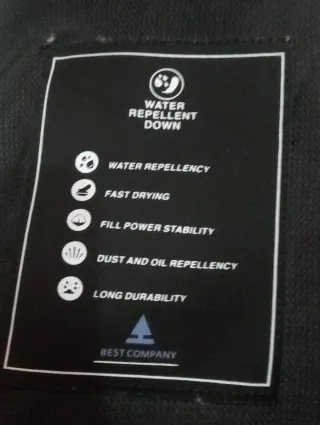 WATER
REPELLENT
DOWN
WATER REPELLENCY
FAST DRYING
FILL POWER STABILITY
DUST AND OIL REPELLENCY
LONG DURABILITY
BEST COMPANY